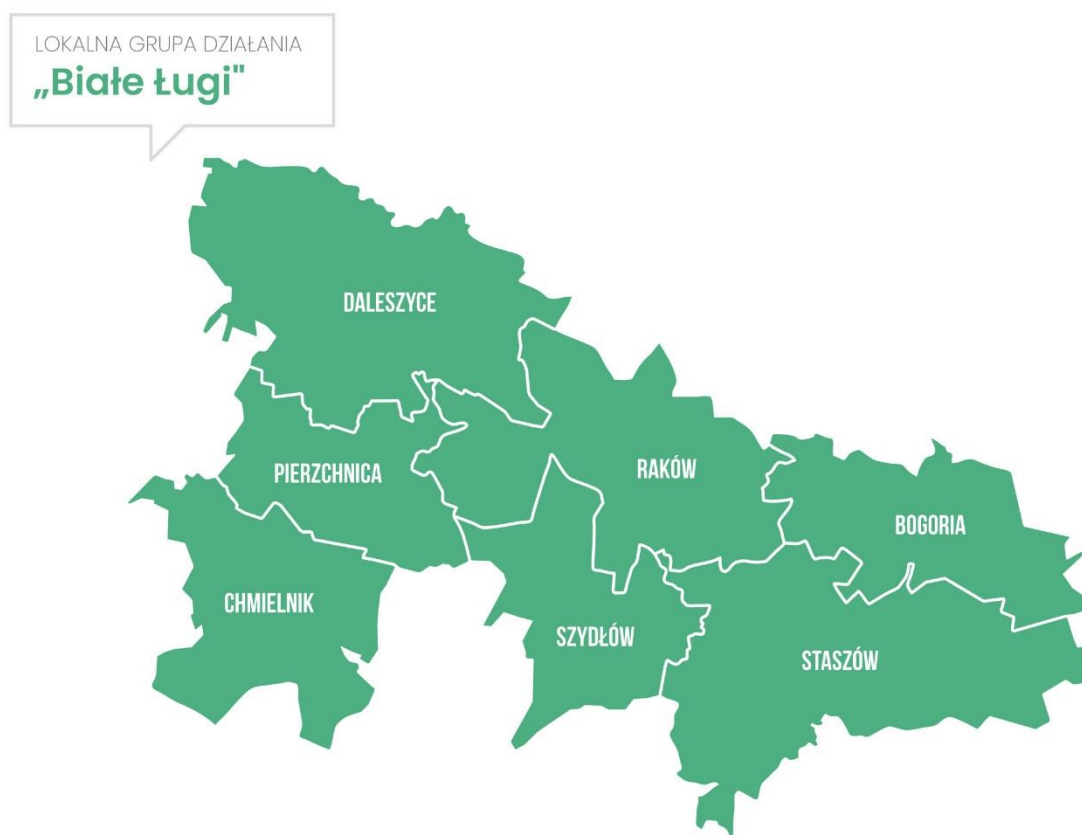 LOKALNA GRUPA DZIAŁANIA
„Białe Ługi"
DALESZYCE
PIERZCHNICA
RAKÓW
BOGORIA
CHMIELNIK
SZYDŁÓW
STASZÓW